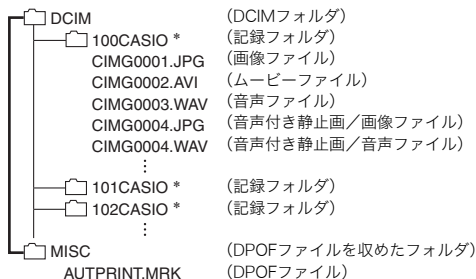 DCIM （DCIMフォルダ）
100CASIO * （記録フォルダ）
CIMG0001.JPG （画像ファイル）
CIMG0002.AVI （ムービーファイル）
CIMG0003.WAV （音声ファイル）
CIMG0004.JPG （音声付き静止画／画像ファイル）
CIMG0004.WAV （音声付き静止画／音声ファイル）
⋮
101CASIO * （記録フォルダ）
102CASIO * （記録フォルダ）
⋮
MISC （DPOFファイルを収めたフォルダ）
AUTPRINT.MRK （DPOFファイル）